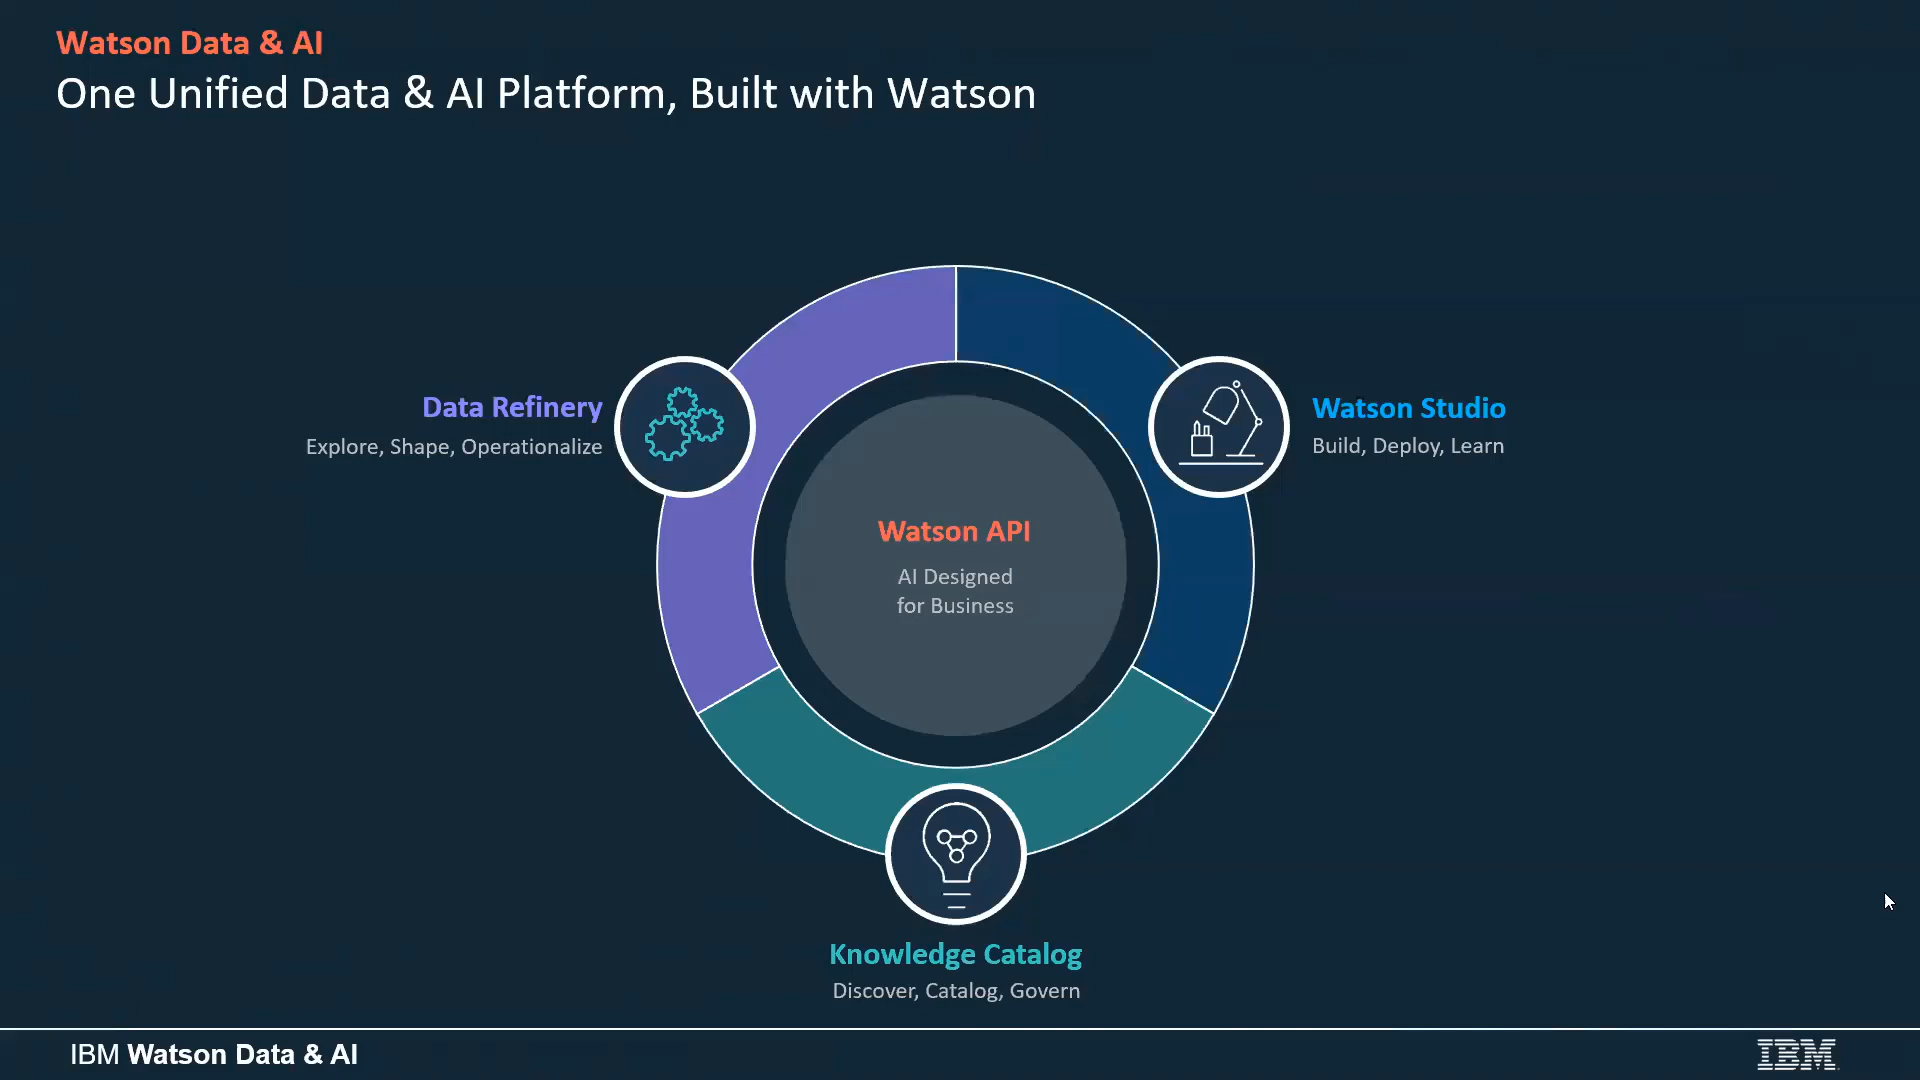 Watson Data & AI
One Unified Data & AI Platform, Built with Watson
Data Refinery
Explore, Shape, Operationalize
Watson Studio
Build, Deploy, Learn
Watson API
AI Designed
for Business
Knowledge Catalog
Discover, Catalog, Govern
IBM Watson Data & AI
IBM